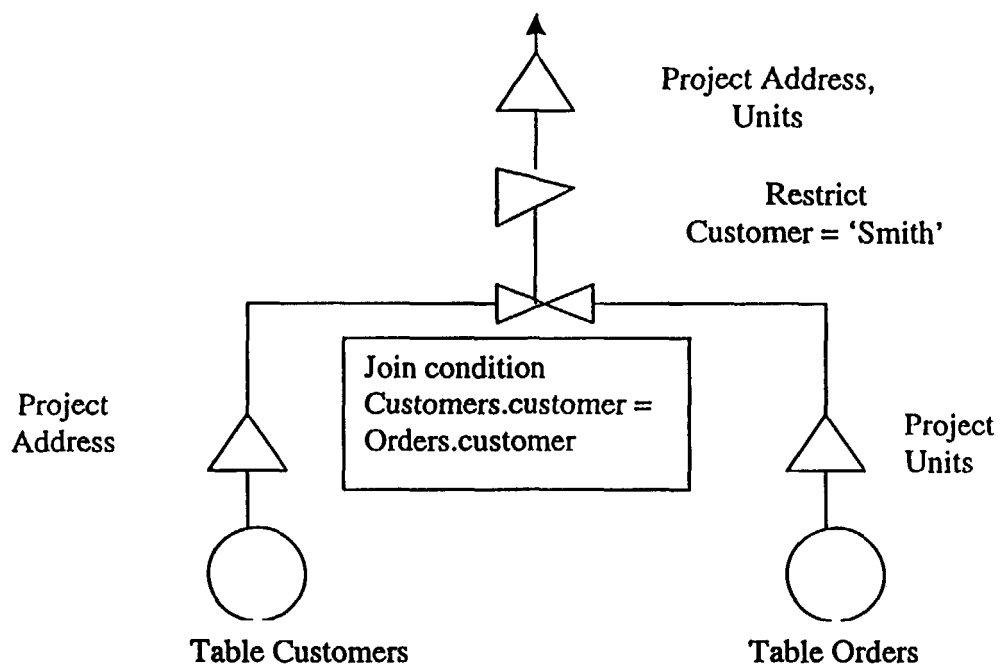 Project Address,
Units
Restrict
Customer = ‘Smith’
Join condition
Customers.customer =
Orders.customer
Project
Address
Project
Units
Table Customers
Table Orders